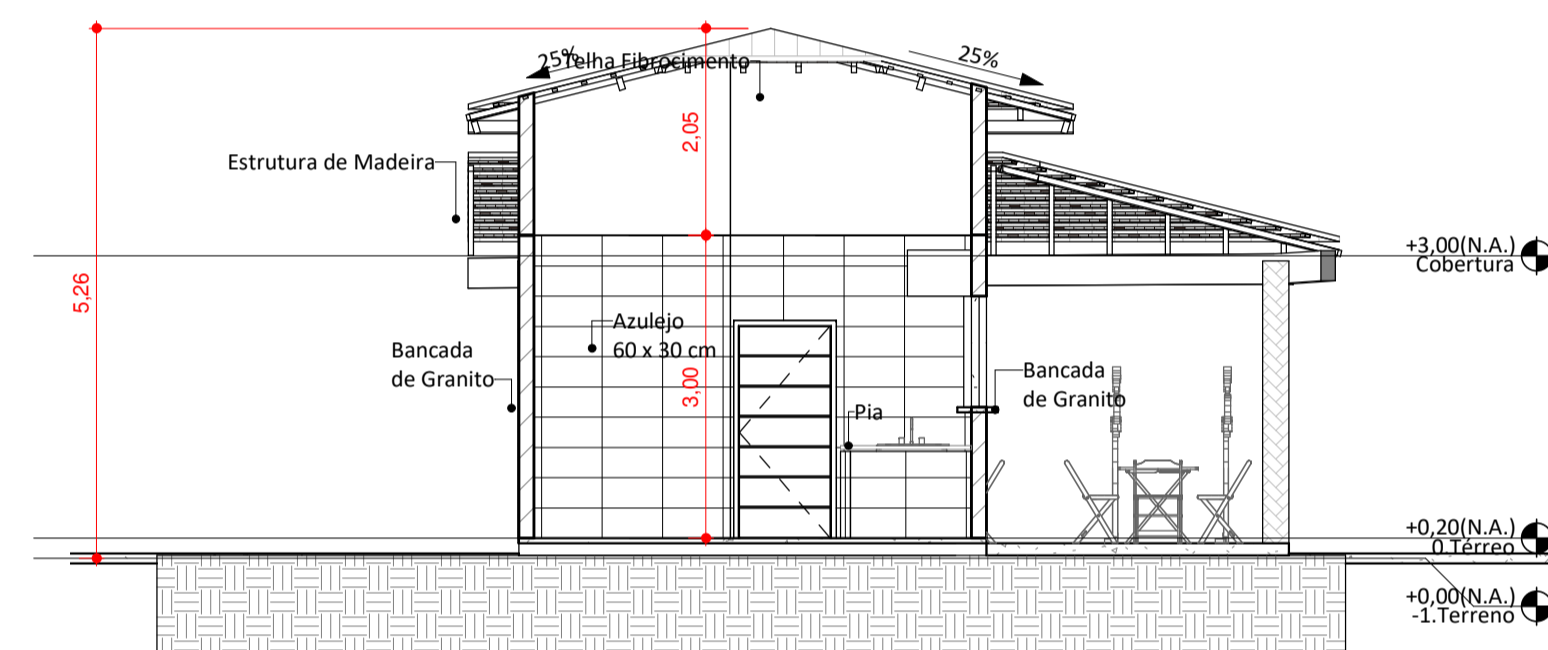 25%
Telha Fibrocimento
25%
2,05
Estrutura de Madeira
+3,00(N.A.)
Cobertura
5,26
Azulejo
60 x 30 cm
Bancada
de Granito
3,00
Bancada
de Granito
Pia
+0,20(N.A.)
0.Térreo
+0,00(N.A.)
-1.Terreno